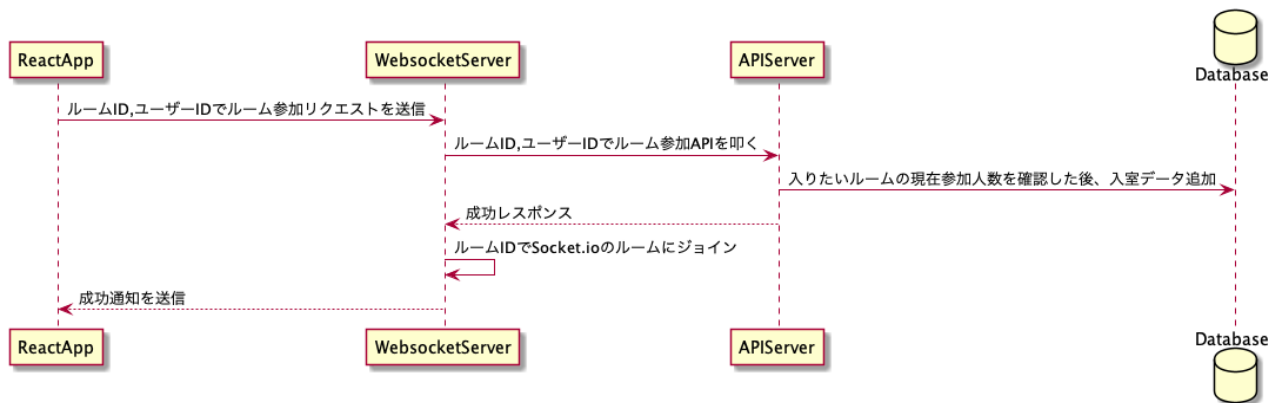 ReactApp
WebsocketServer
APIServer
Database
ルームID,ユーザーIDでルーム参加リクエストを送信
ルームID,ユーザーIDでルーム参加APIを叩く
入りたいルームの現在参加人数を確認した後、入室データ追加
成功レスポンス
ルームIDでSocket.ioのルームにジョイン
成功通知を送信
ReactApp
WebsocketServer
APIServer
Database